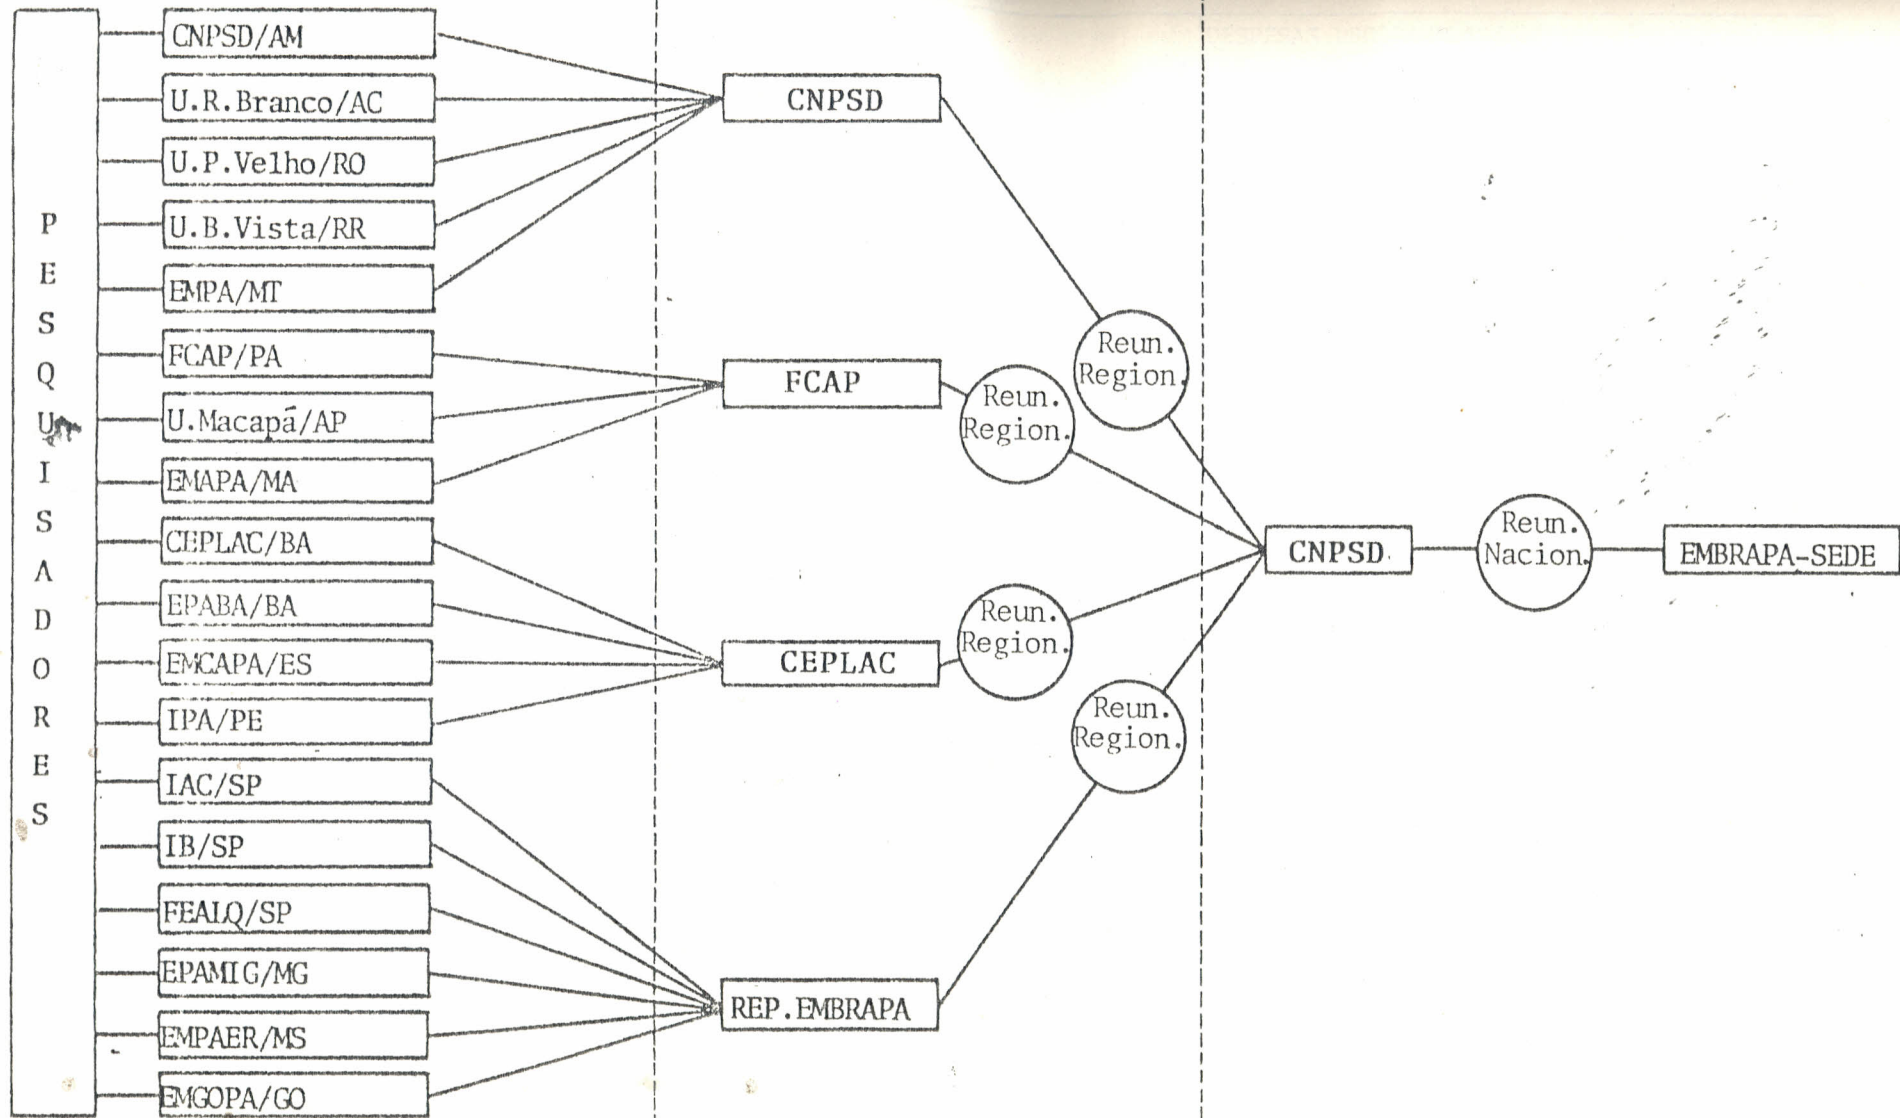 PESQUISADORES
CNPSD/AM
U.R.Branco/AC
U.P.Velho/RO
U.B.Vista/RR
EMPA/MT
FCAP/PA
U.Macapá/AP
EMAPA/MA
CEPLAC/BA
EPABA/BA
EMCAPA/ES
IPA/PE
IAC/SP
IB/SP
FEALQ/SP
EPAMIG/MG
EMPAER/MS
EMGOPA/GO
CNPSD
FCAP
CEPLAC
REP.EMBRAPA
Reun.
Region.
Reun.
Region.
Reun.
Region.
Reun.
Region.
CNPSD
Reun.
Nacion.
EMBRAPA-SEDE